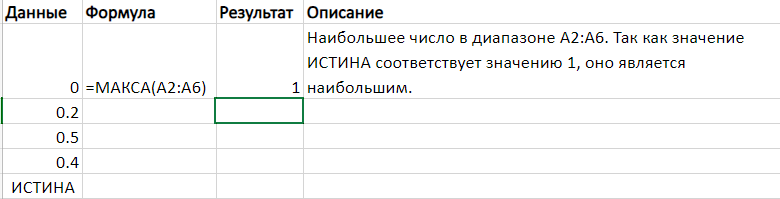 Данные Формула Результат Описание
Наибольшее число в диапазоне A2:A6. Так как значение
ИСТИНА соответствует значению 1, оно является
0 =МАКСА(A2:A6) 1 наибольшим.
0.2
0.5
0.4
ИСТИНА